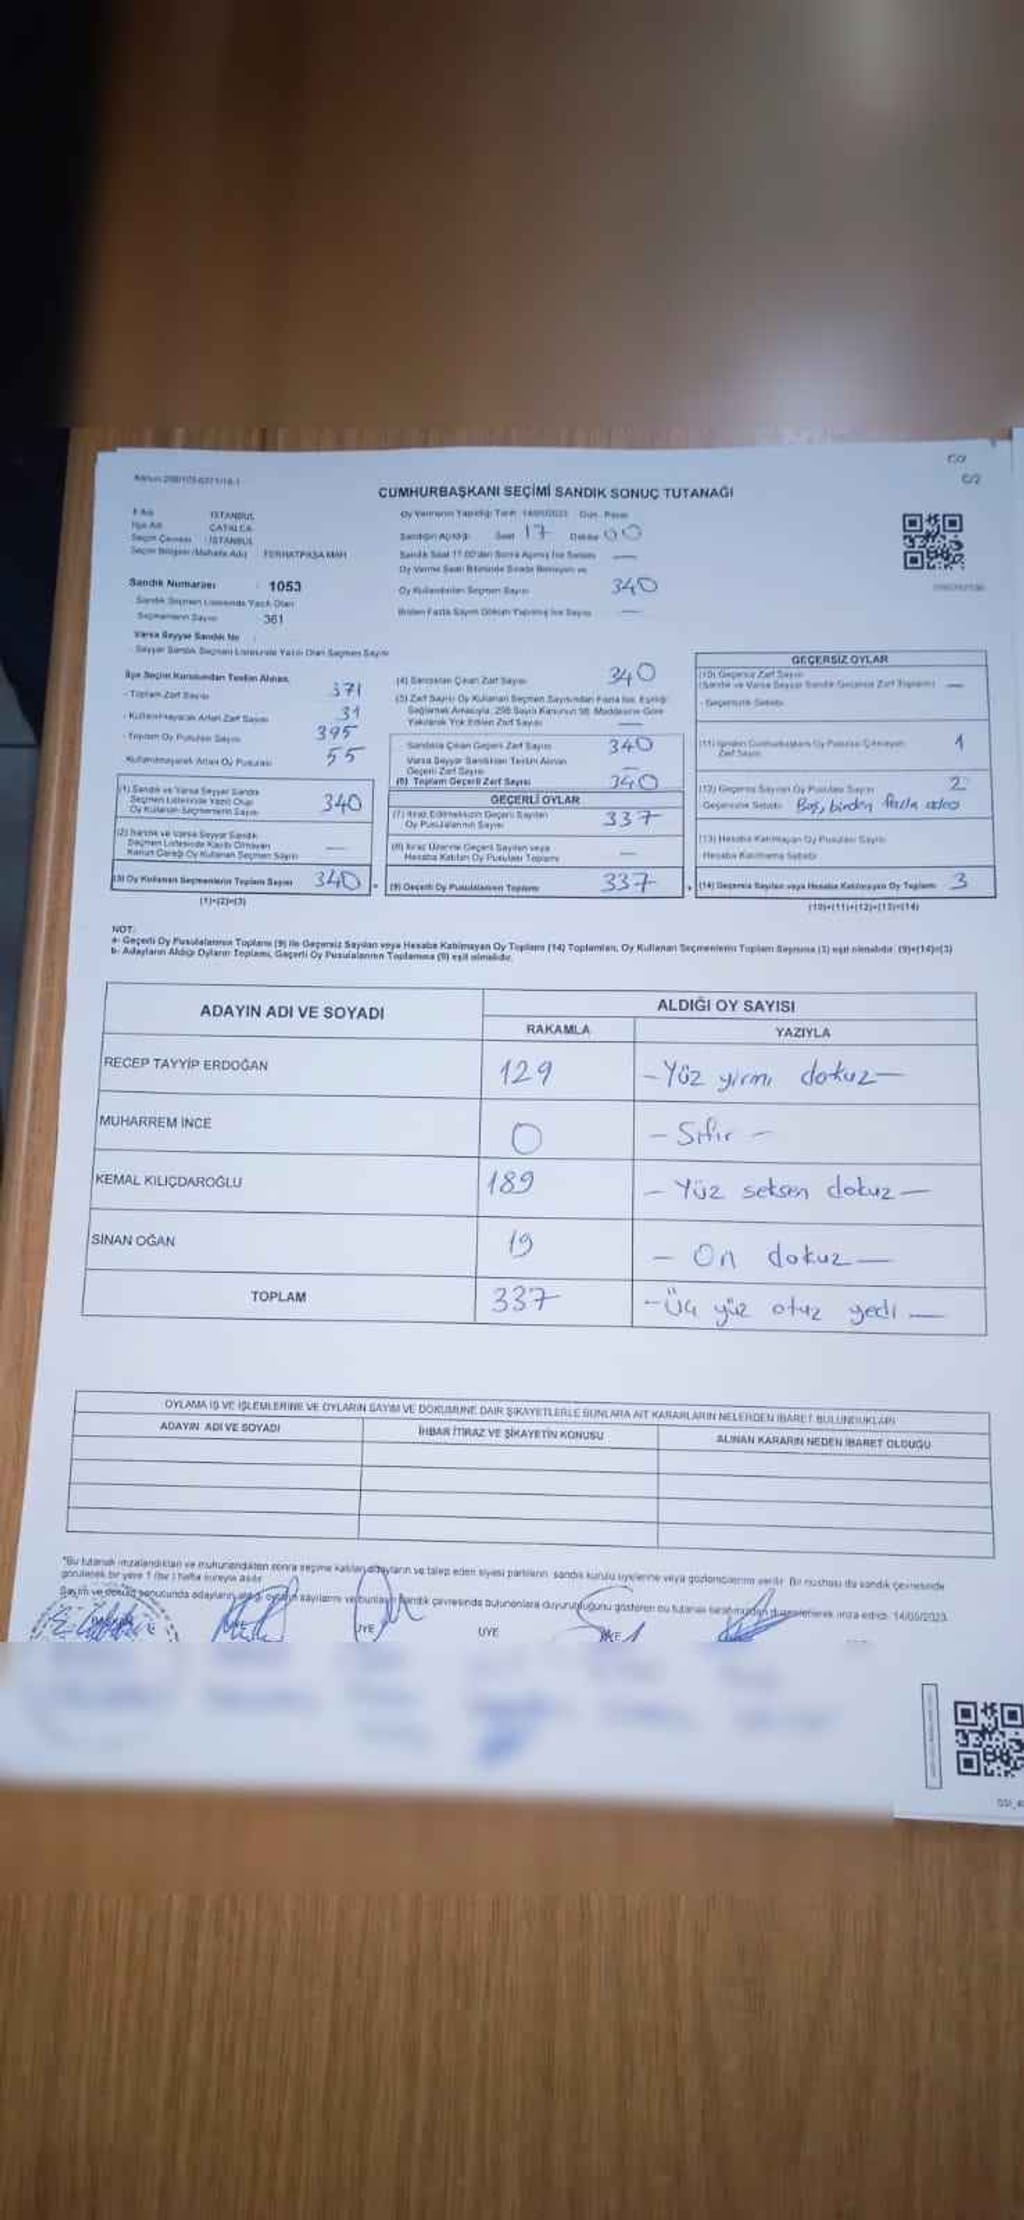 C/2
C/2
CUMHURBAŞKANI SEÇİMİ SANDIK SONUÇ TUTANAĞI
İl Adı İSTANBUL
İlçe Adı ÇATALCA
Seçim Çevresi İSTANBUL
Seçim Bölgesi (Muhtarlık Adı) FERHATPAŞA MAH.
Oy Vermenin Yapıldığı Tarih 14/05/2023 Gün Pazar
Sandığın Açıldığı Saat 17 Dakika 00
Sandık Saat 17.00'dan Sonra Açılmış İse Sebebi —
Oy Verme Saati Bitiminde Sırada Bekleyen ve
Oy Kullandırılan Seçmen Sayısı 340
Birden Fazla Sayım Döküm Yapılmış İse Sayısı —
Sandık Numarası : 1053
Sandık Seçmen Listesinde Yazılı Olan
Seçmenlerin Sayısı 361
Varsa Seyyar Sandık No :
Seyyar Sandık Seçmen Listesinde Yazılı Olan Seçmen Sayısı
İlçe Seçim Kurulundan Teslim Alınan,
- Toplam Zarf Sayısı 371
- Kullanılmayarak Artan Zarf Sayısı 31
- Toplam Oy Pusulası Sayısı 395
Kullanılmayarak Artan Oy Pusulası 55
(1) Sandık ve Varsa Seyyar Sandık
Seçmen Listesinde Yazılı Olup
Oy Kullanan Seçmenlerin Sayısı 340
(2) Sandık ve Varsa Seyyar Sandık
Seçmen Listesinde Kaydı Olmayan
Kanun Gereği Oy Kullanan Seçmen Sayısı —
(3) Oy Kullanan Seçmenlerin Toplam Sayısı 340
(1)+(2)=(3)
(4) Sandıktan Çıkan Zarf Sayısı 340
(5) Zarf Sayısı Oy Kullanan Seçmen Sayısından Fazla İse, Eşitliği
Sağlamak Amacıyla, 298 Sayılı Kanunun 98. Maddesine Göre
Yakılarak Yok Edilen Zarf Sayısı —
Sandıkta Çıkan Geçerli Zarf Sayısı 340
Varsa Seyyar Sandıktan Teslim Alınan
Geçerli Zarf Sayısı —
(6) Toplam Geçerli Zarf Sayısı 340
GEÇERLİ OYLAR
(7) İtiraz Edilmeksizin Geçerli Sayılan
Oy Pusulalarının Sayısı 337
(8) İtiraz Üzerine Geçerli Sayılan veya
Hesaba Katılan Oy Pusulası Toplamı —
(9) Geçerli Oy Pusulalarının Toplamı 337
GEÇERSİZ OYLAR
(10) Geçersiz Zarf Sayısı
(Sandık ve Varsa Seyyar Sandık Geçersiz Zarf Toplamı) —
- Geçersizlik Sebebi
(11) İçinden Cumhurbaşkanı Oy Pusulası Çıkmayan
Zarf Sayısı 1
(12) Geçersiz Sayılan Oy Pusulası Sayısı 2
Geçersizlik Sebebi Boş, birden fazla aday
(13) Hesaba Katılmayan Oy Pusulası Sayısı
Hesaba Katılmama Sebebi
(14) Geçersiz Sayılan veya Hesaba Katılmayan Oy Toplamı 3
(10)+(11)+(12)+(13)=(14)
NOT:
a- Geçerli Oy Pusulalarının Toplamı (9) ile Geçersiz Sayılan veya Hesaba Katılmayan Oy Toplamı (14) Toplamları, Oy Kullanan Seçmenlerin Toplam Sayısına (3) eşit olmalıdır. (9)+(14)=(3)
b- Adayların Aldığı Oyların Toplamı, Geçerli Oy Pusulalarının Toplamına (9) eşit olmalıdır.
ADAYIN ADI VE SOYADI ALDIĞI OY SAYISI
RAKAMLA YAZIYLA
RECEP TAYYİP ERDOĞAN 129 - Yüz yirmi dokuz —
MUHARREM İNCE 0 - Sıfır -
KEMAL KILIÇDAROĞLU 189 - Yüz seksen dokuz —
SİNAN OĞAN 19 - On dokuz —
TOPLAM 337 - Üç yüz otuz yedi —
OYLAMA İŞ VE İŞLEMLERİNE VE OYLARIN SAYIM VE DÖKÜMÜNE DAİR ŞİKAYETLERLE BUNLARA AİT KARARLARIN NELERDEN İBARET BULUNDUKLARI
ADAYIN ADI VE SOYADI İHBAR İTİRAZ VE ŞİKAYETİN KONUSU ALINAN KARARIN NEDEN İBARET OLDUĞU
*Bu tutanak imzalandıktan ve mühürlendikten sonra seçime katılan adayların ve talep eden siyasi partilerin sandık kurulu üyelerine veya gözlemcilerine verilir. Bir nüshası da sandık çevresinde
görülecek bir yere 1 (bir) hafta süreyle asılır.
Sayım ve döküm sonucunda adayların aldığı oyların sayılarını ve bunların sandık çevresinde bulunanlara duyurulduğunu gösteren bu tutanak tarafımızdan düzenlenerek imza edildi. 14/05/2023
ÜYE ÜYE ÜYE